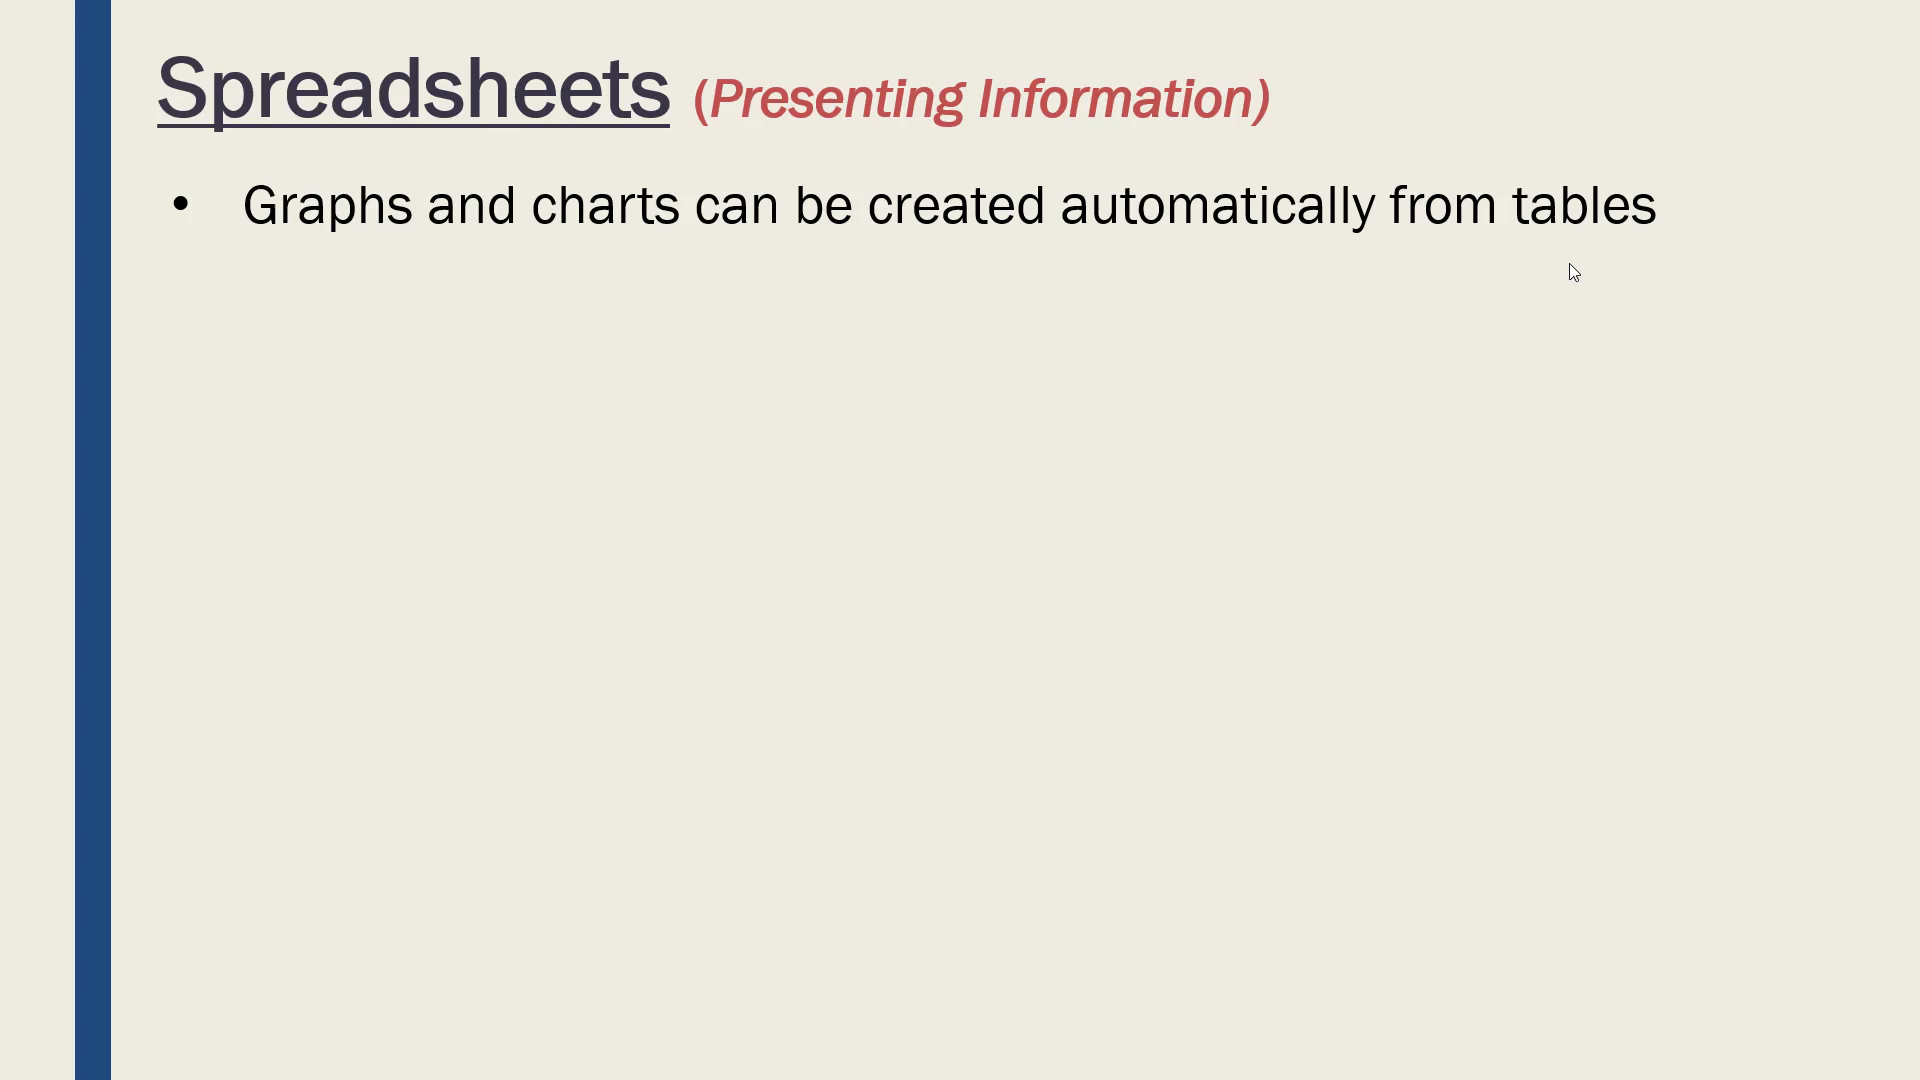 Spreadsheets (Presenting Information)
• Graphs and charts can be created automatically from tables